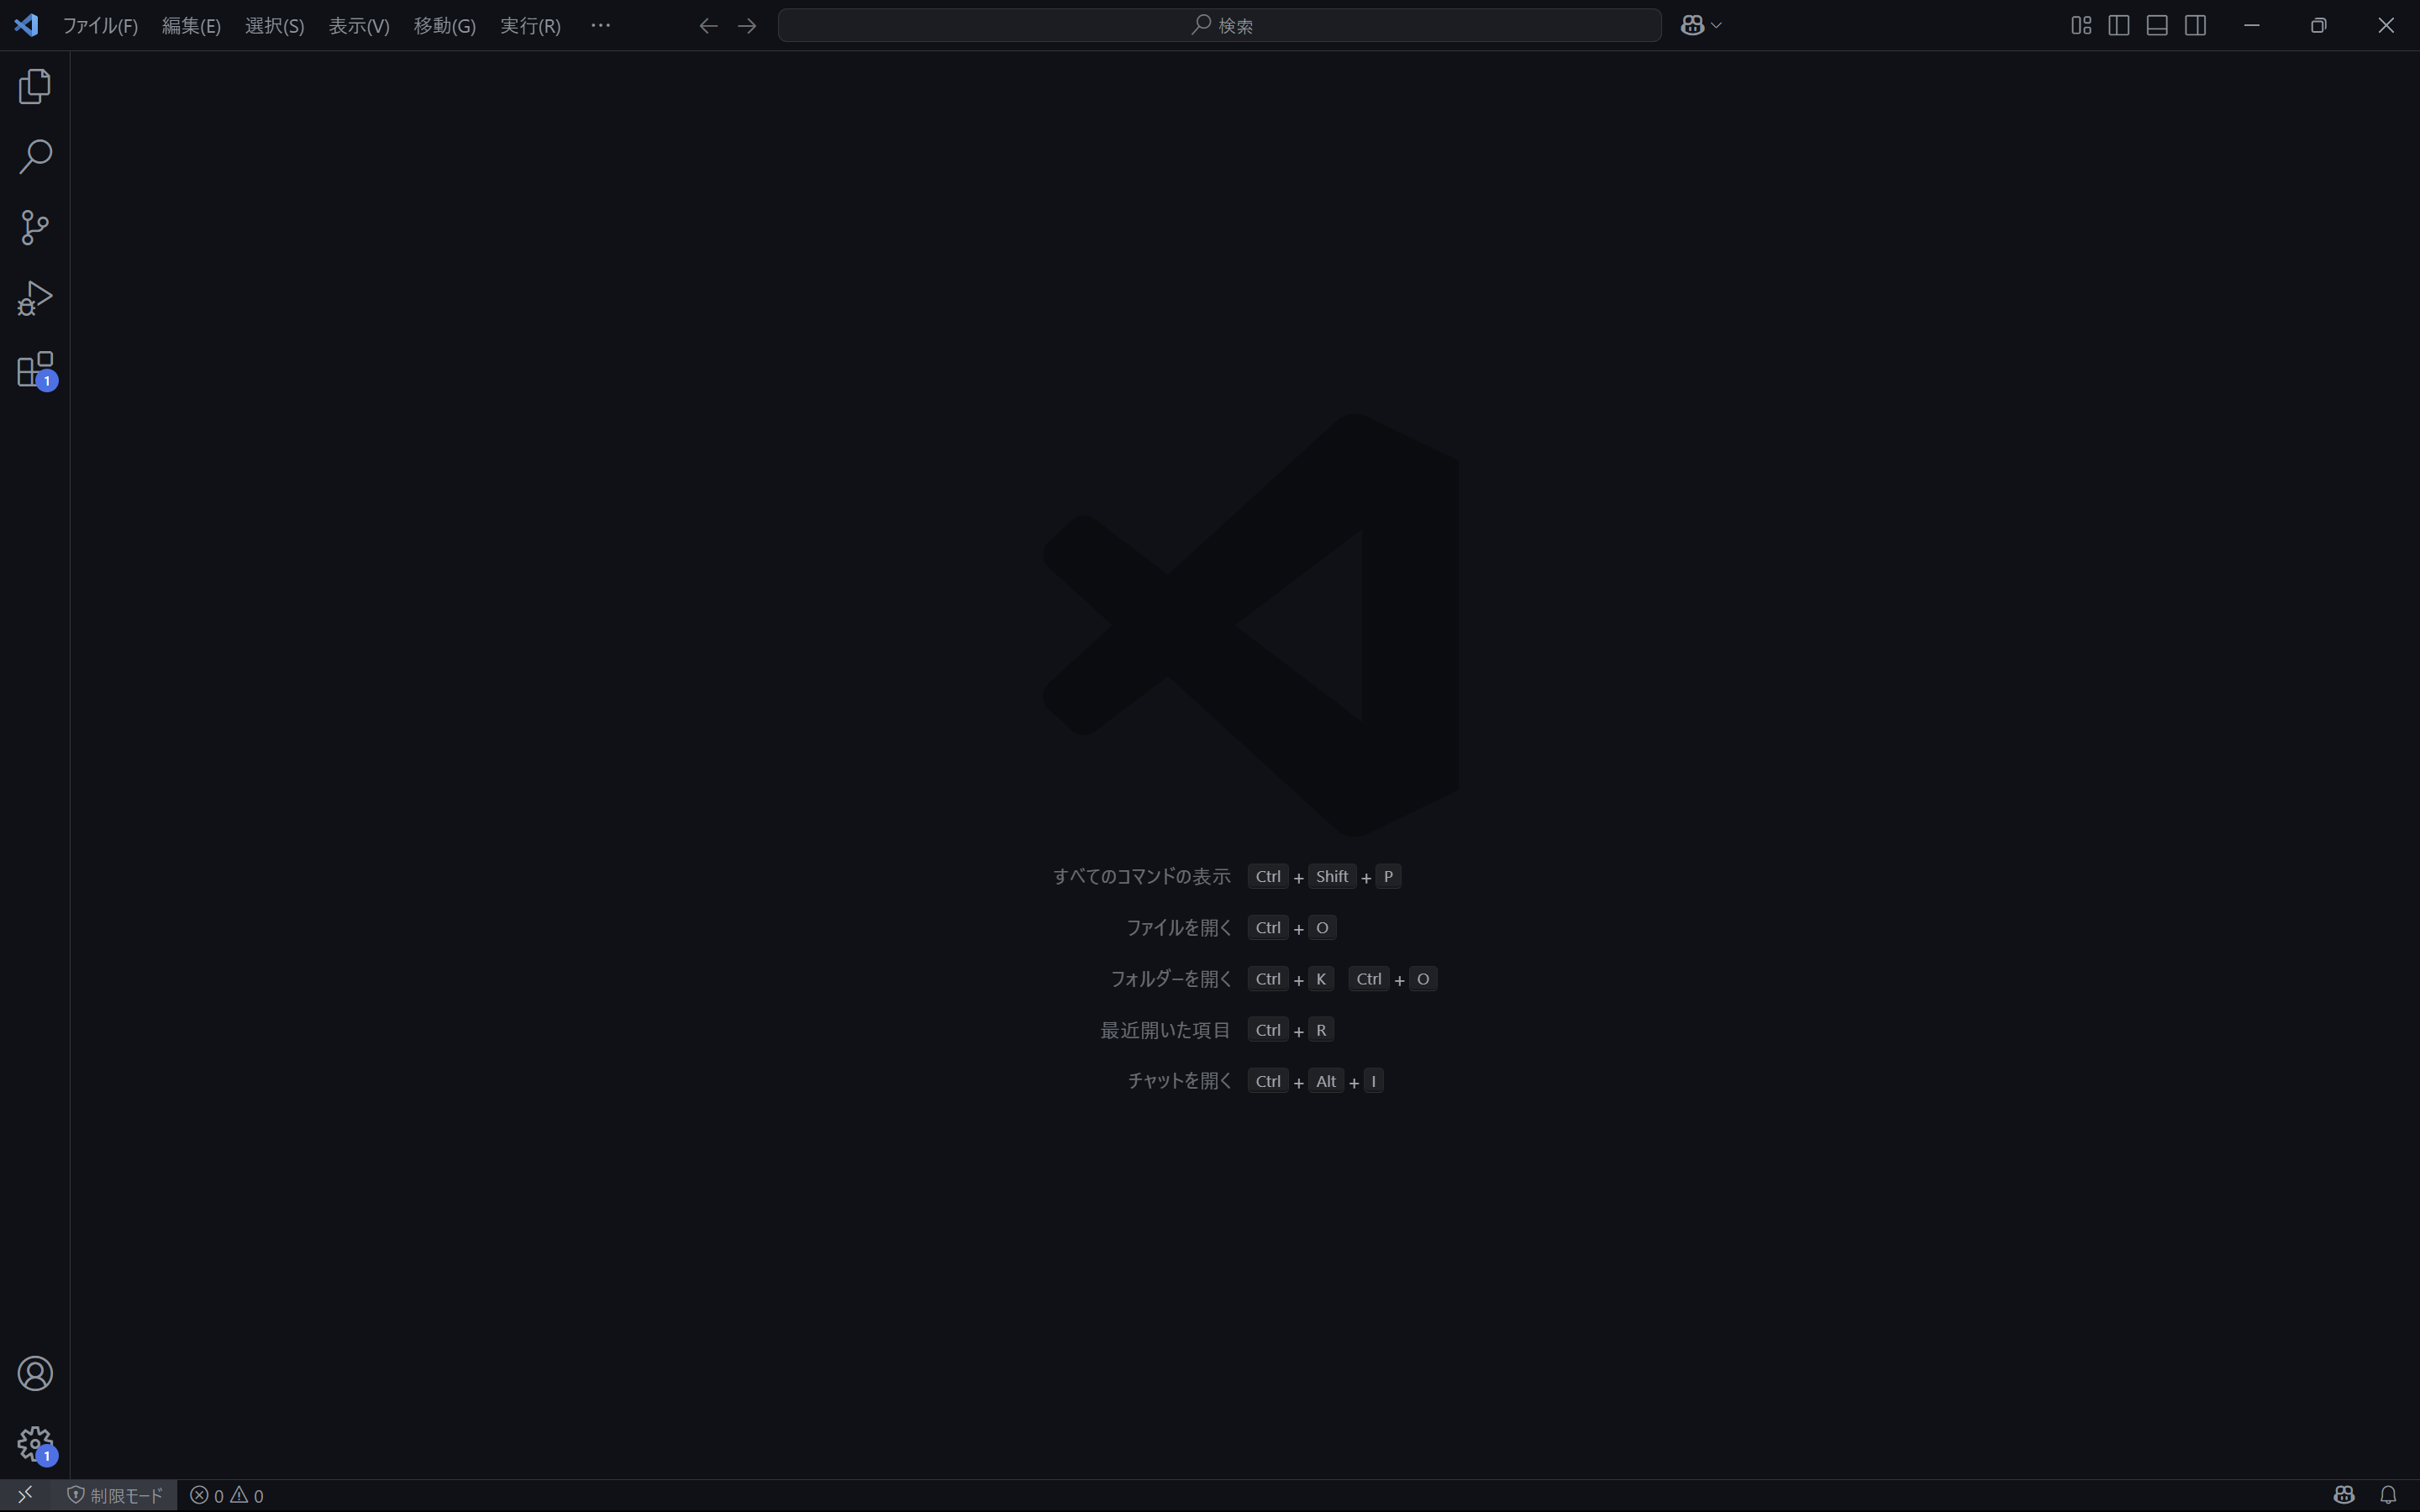 ファイル(F) 編集(E) 選択(S) 表示(V) 移動(G) 実行(R) … 検索
1
すべてのコマンドの表示 Ctrl + Shift + P
ファイルを開く Ctrl + O
フォルダーを開く Ctrl + K Ctrl + O
最近開いた項目 Ctrl + R
チャットを開く Ctrl + Alt + I
1
制限モード 0 0